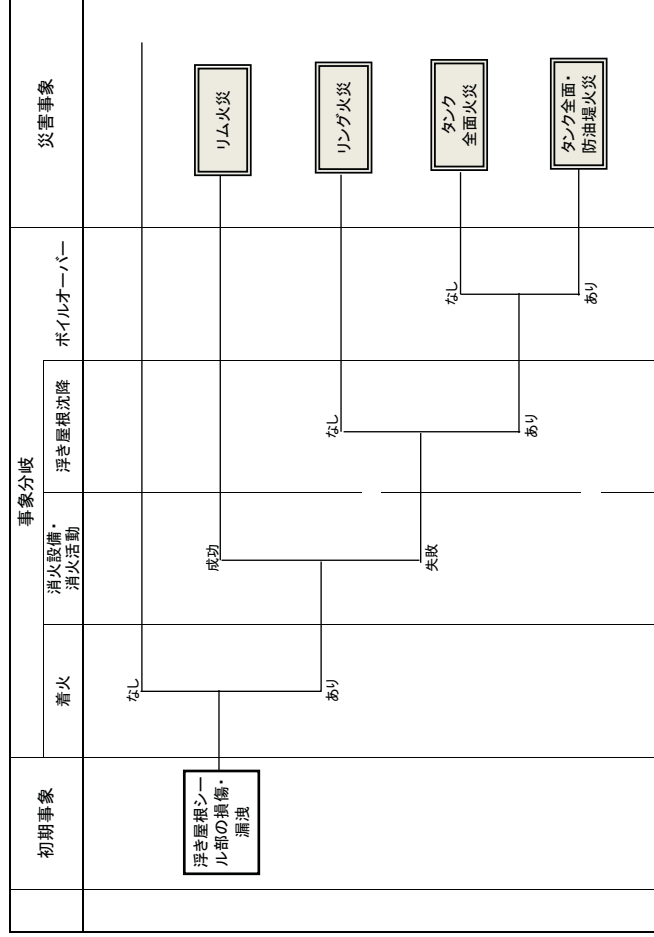 初期事象
事象分岐
災害事象
着火
消火設備・
消火活動
浮き屋根沈降
ボイルオーバー
浮き屋根シー
ル部の損傷・
漏洩
なし
あり
成功
失敗
なし
あり
なし
あり
リム火災
リング火災
タンク
全面火災
タンク全面・
防油堤火災